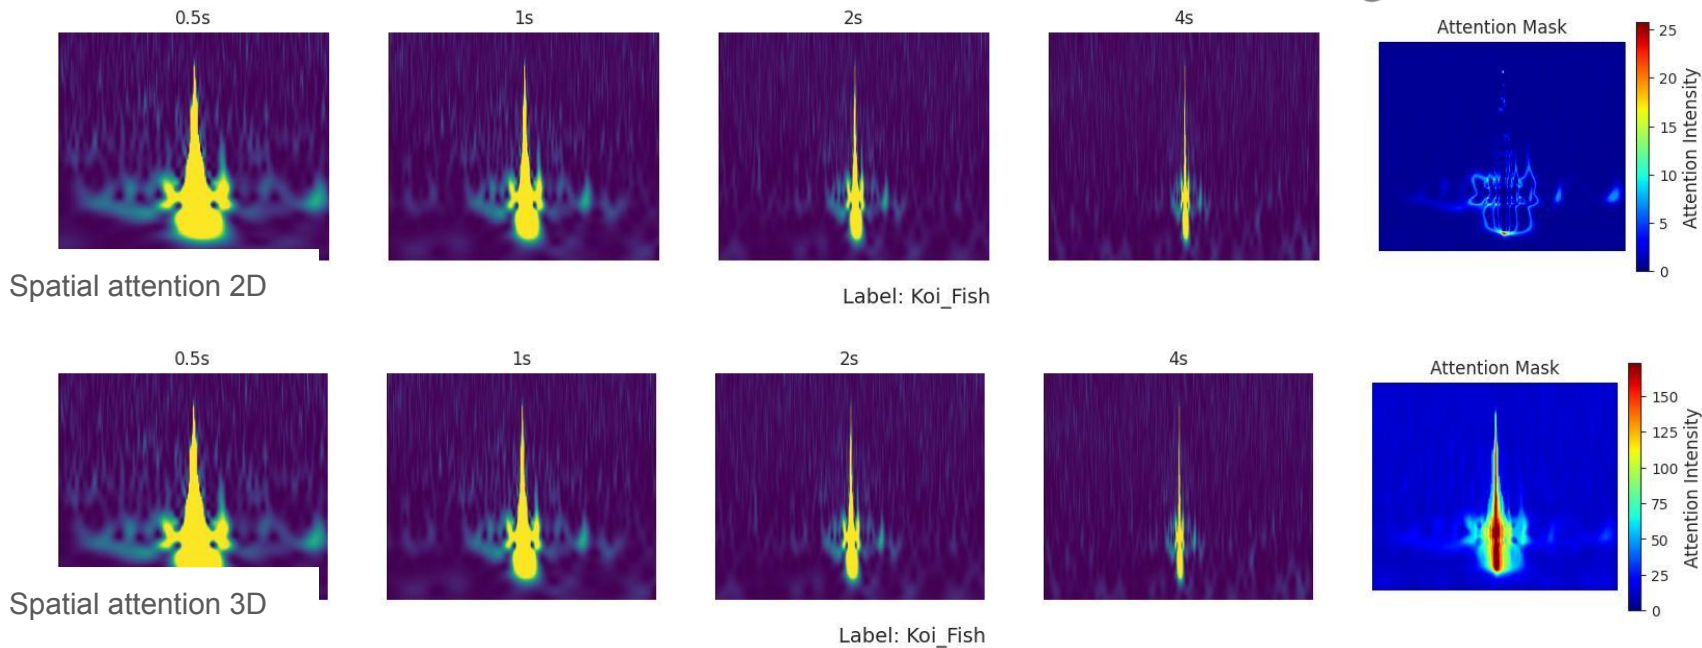 0.5s
1s
2s
4s
Attention Mask
25
20
15
10
5
0
Attention Intensity
Spatial attention 2D
Label: Koi_Fish
0.5s
1s
2s
4s
Attention Mask
150
125
100
75
50
25
0
Attention Intensity
Spatial attention 3D
Label: Koi_Fish